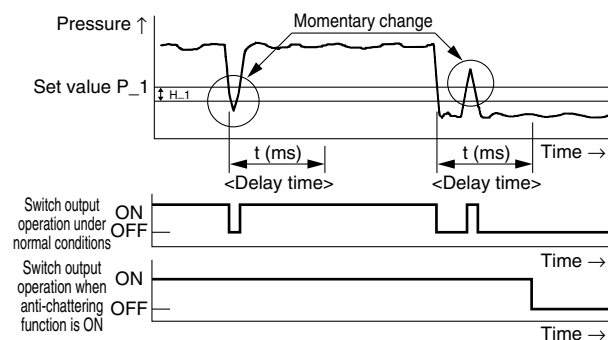 Pressure ↑
Momentary change
Set value P_1
H_1
t (ms)
t (ms)
Time →
<Delay time>
<Delay time>
Switch output
operation under
normal conditions
ON
OFF
Time →
Switch output
operation when
anti-chattering
function is ON
ON
OFF
Time →